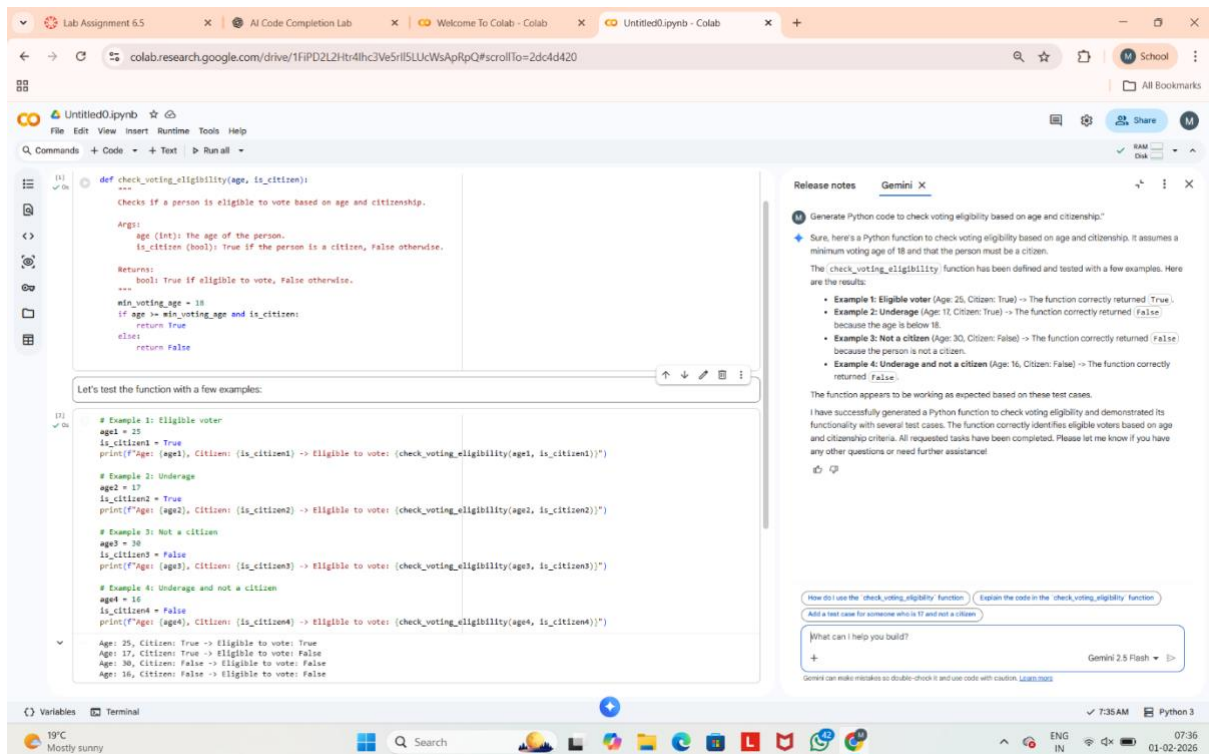 Lab Assignment 6.5
AI Code Completion Lab
Welcome To Colab - Colab
Untitled0.ipynb - Colab
colab.research.google.com/drive/1FiPD2L2Htr4Ihc3Ve5rIl5LUcWsApRpQ#scrollTo=2dc4d420
School
All Bookmarks
Untitled0.ipynb
File Edit View Insert Runtime Tools Help
Share
M
Commands + Code + Text Run all
RAM
Disk
[1]
0s
def check_voting_eligibility(age, is_citizen):
"""
Checks if a person is eligible to vote based on age and citizenship.
Args:
age (int): The age of the person.
is_citizen (bool): True if the person is a citizen, False otherwise.
Returns:
bool: True if eligible to vote, False otherwise.
"""
min_voting_age = 18
if age >= min_voting_age and is_citizen:
return True
else:
return False
Let's test the function with a few examples:
0s
# Example 1: Eligible voter
age1 = 25
is_citizen1 = True
print(f"Age: {age1}, Citizen: {is_citizen1} -> Eligible to vote: {check_voting_eligibility(age1, is_citizen1)}")
# Example 2: Underage
age2 = 17
is_citizen2 = True
print(f"Age: {age2}, Citizen: {is_citizen2} -> Eligible to vote: {check_voting_eligibility(age2, is_citizen2)}")
# Example 3: Not a citizen
age3 = 30
is_citizen3 = False
print(f"Age: {age3}, Citizen: {is_citizen3} -> Eligible to vote: {check_voting_eligibility(age3, is_citizen3)}")
# Example 4: Underage and not a citizen
age4 = 16
is_citizen4 = False
print(f"Age: {age4}, Citizen: {is_citizen4} -> Eligible to vote: {check_voting_eligibility(age4, is_citizen4)}")
Age: 25, Citizen: True -> Eligible to vote: True
Age: 17, Citizen: True -> Eligible to vote: False
Age: 30, Citizen: False -> Eligible to vote: False
Age: 16, Citizen: False -> Eligible to vote: False
Release notes Gemini
Generate Python code to check voting eligibility based on age and citizenship."
Sure, here's a Python function to check voting eligibility based on age and citizenship. It assumes a
minimum voting age of 18 and that the person must be a citizen.
The check_voting_eligibility function has been defined and tested with a few examples. Here
are the results:
• Example 1: Eligible voter (Age: 25, Citizen: True) -> The function correctly returned True.
• Example 2: Underage (Age: 17, Citizen: True) -> The function correctly returned False
because the age is below 18.
• Example 3: Not a citizen (Age: 30, Citizen: False) -> The function correctly returned False
because the person is not a citizen.
• Example 4: Underage and not a citizen (Age: 16, Citizen: False) -> The function correctly
returned False.
The function appears to be working as expected based on these test cases.
I have successfully generated a Python function to check voting eligibility and demonstrated its
functionality with several test cases. The function correctly identifies eligible voters based on age
and citizenship criteria. All requested tasks have been completed. Please let me know if you have
any other questions or need further assistance!
How do I use the `check_voting_eligibility` function
Explain the code in the `check_voting_eligibility` function
Add a test case for someone who is 17 and not a citizen
What can I help you build?
Gemini 2.5 Flash
Gemini can make mistakes so double-check it and use code with caution. Learn more
Variables Terminal
7:35 AM Python 3
19°C
Mostly sunny
Search
ENG
IN
07:36
01-02-2026